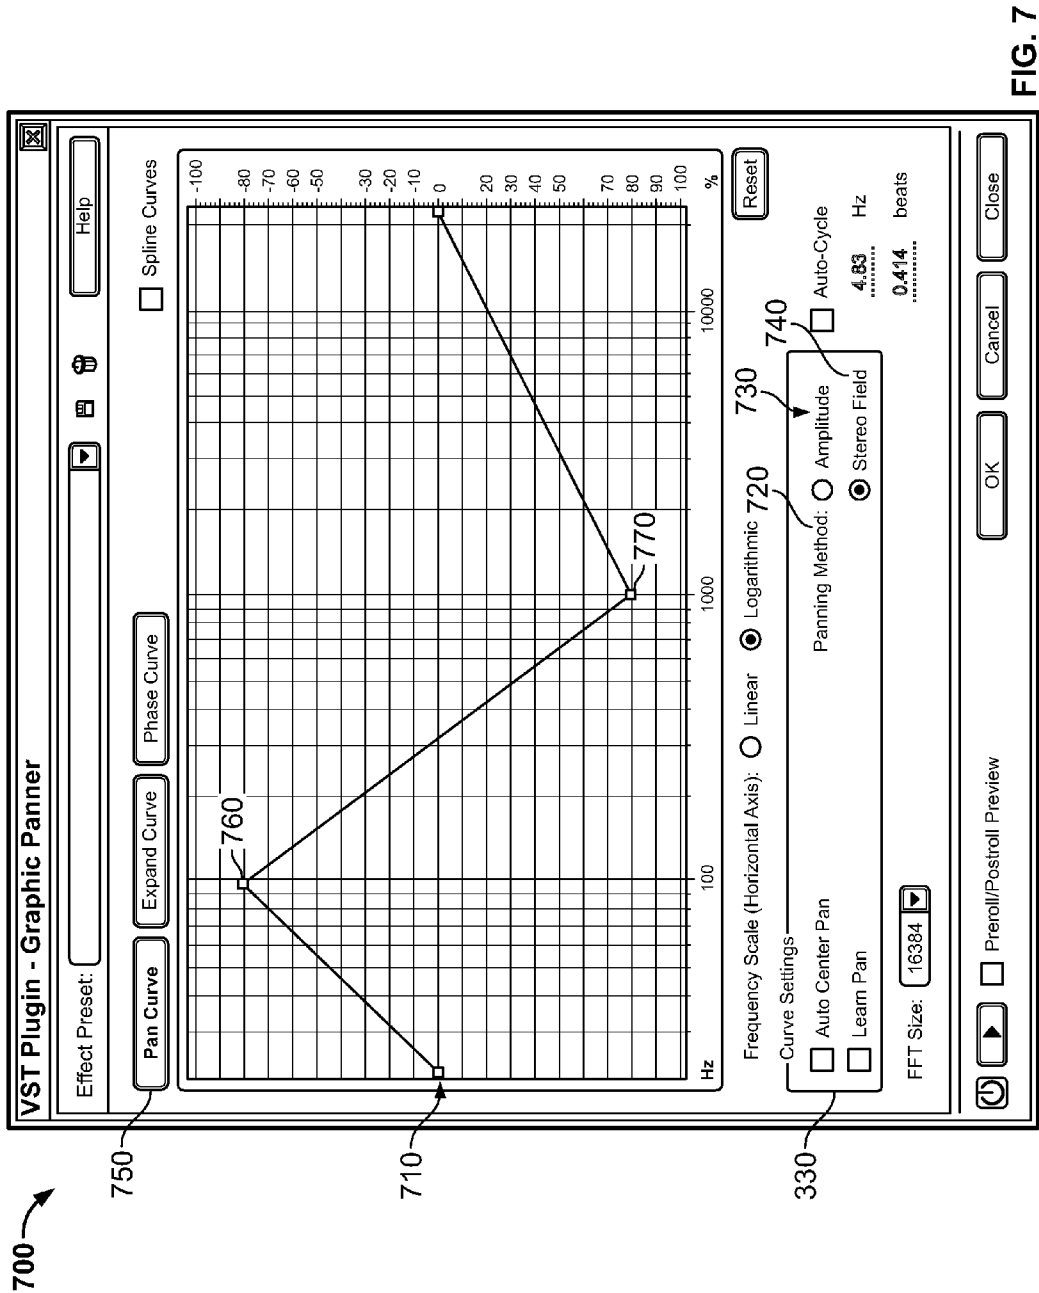 700
VST Plugin - Graphic Panner
Effect Preset:
Help
750
Pan Curve
Expand Curve
Phase Curve
Spline Curves
760
770
710
-100
-80
-70
-60
-50
-30
-20
-10
0
20
30
40
50
70
80
90
100
%
Hz
100
1000
10000
Reset
Frequency Scale (Horizontal Axis):
Linear
Logarithmic
720
730
740
330
Curve Settings
Auto Center Pan
Learn Pan
Panning Method:
Amplitude
Stereo Field
Auto-Cycle
4.83 Hz
0.414 beats
FFT Size:
16384
Preroll/Postroll Preview
OK
Cancel
Close
FIG. 7